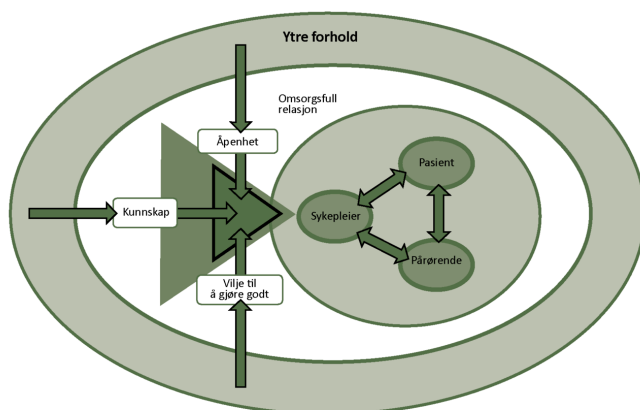 Ytre forhold
Omsorgsfull
relasjon
Åpenhet
Pasient
Kunnskap
Sykepleier
Pårørende
Vilje til
å gjøre godt